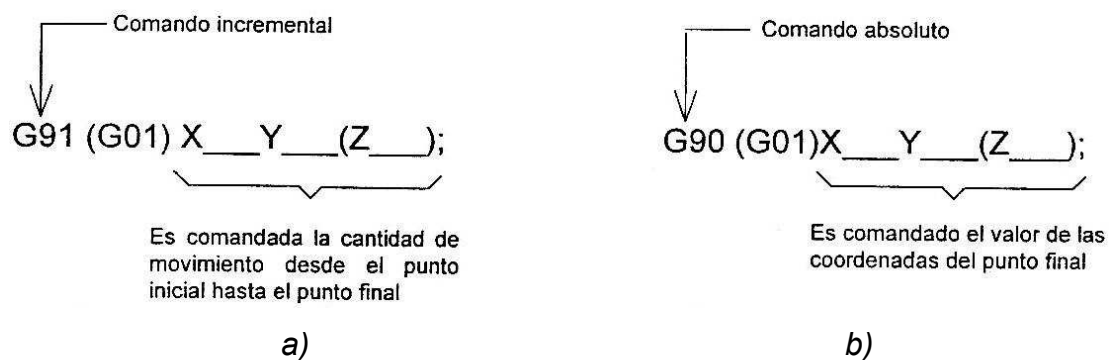 Comando incremental
G91 (G01) X___Y___(Z___);
Es comandada la cantidad de
movimiento desde el punto
inicial hasta el punto final
a)
Comando absoluto
G90 (G01)X___Y___(Z___);
Es comandado el valor de las
coordenadas del punto final
b)